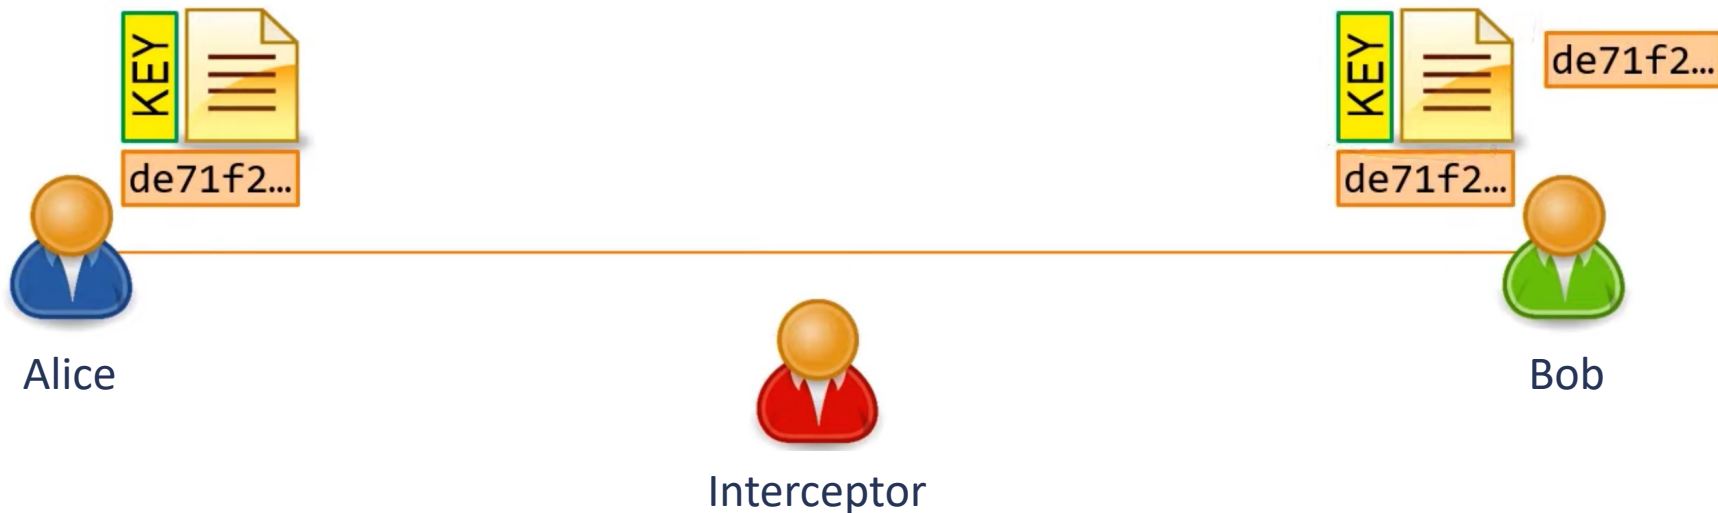 KEY
de71f2…
Alice
Interceptor
KEY
de71f2…
de71f2…
Bob